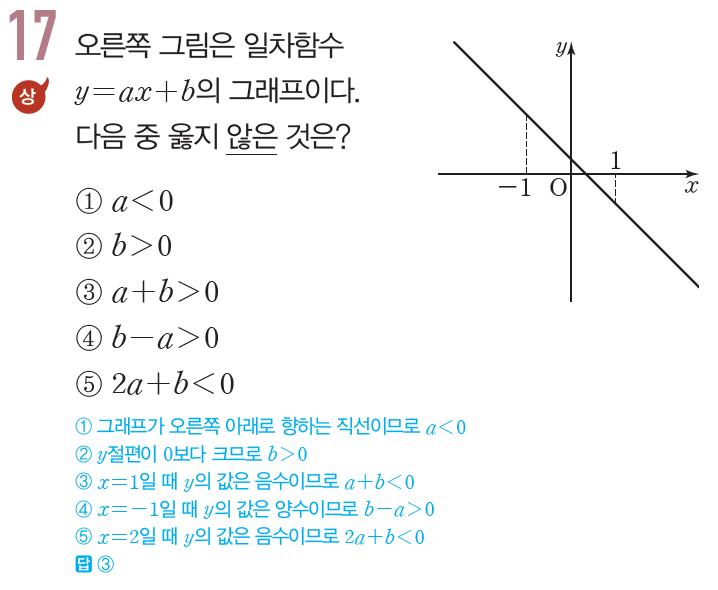 17
상
오른쪽 그림은 일차함수
y=ax+b의 그래프이다.
다음 중 옳지 않은 것은?
① a<0
② b>0
③ a+b>0
④ b-a>0
⑤ 2a+b<0
y
1
-1 O x
① 그래프가 오른쪽 아래로 향하는 직선이므로 a<0
② y절편이 0보다 크므로 b>0
③ x=1일 때 y의 값은 음수이므로 a+b<0
④ x=-1일 때 y의 값은 양수이므로 b-a>0
⑤ x=2일 때 y의 값은 음수이므로 2a+b<0
답 ③